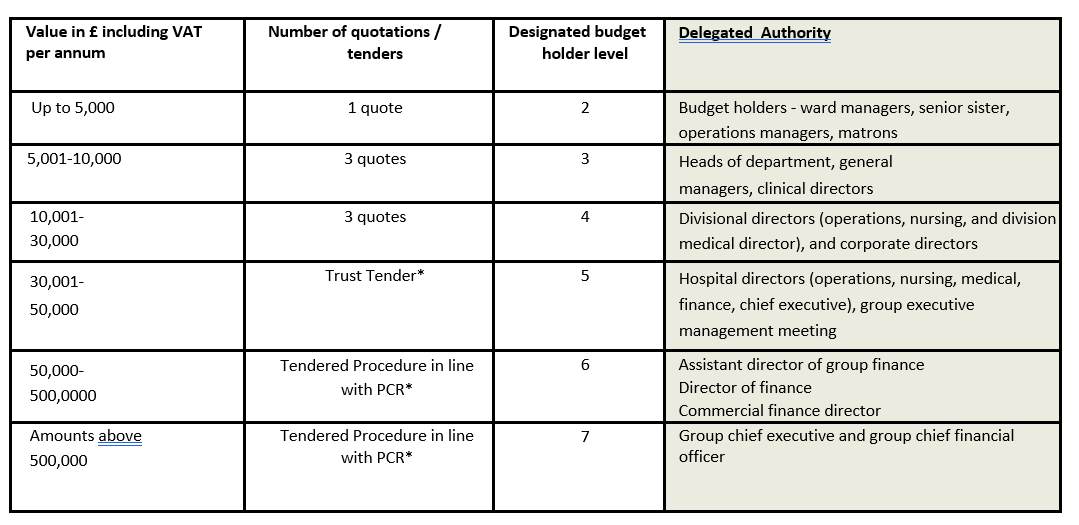 Value in £ including VAT
per annum
Number of quotations /
tenders
Designated budget
holder level
Delegated Authority
Up to 5,000
1 quote
2
Budget holders - ward managers, senior sister,
operations managers, matrons
5,001-10,000
3 quotes
3
Heads of department, general
managers, clinical directors
10,001-
30,000
3 quotes
4
Divisional directors (operations, nursing, and division
medical director), and corporate directors
30,001-
50,000
Trust Tender*
5
Hospital directors (operations, nursing, medical,
finance, chief executive), group executive
management meeting
50,000-
500,0000
Tendered Procedure in line
with PCR*
6
Assistant director of group finance
Director of finance
Commercial finance director
Amounts above
500,000
Tendered Procedure in line
with PCR*
7
Group chief executive and group chief financial
officer